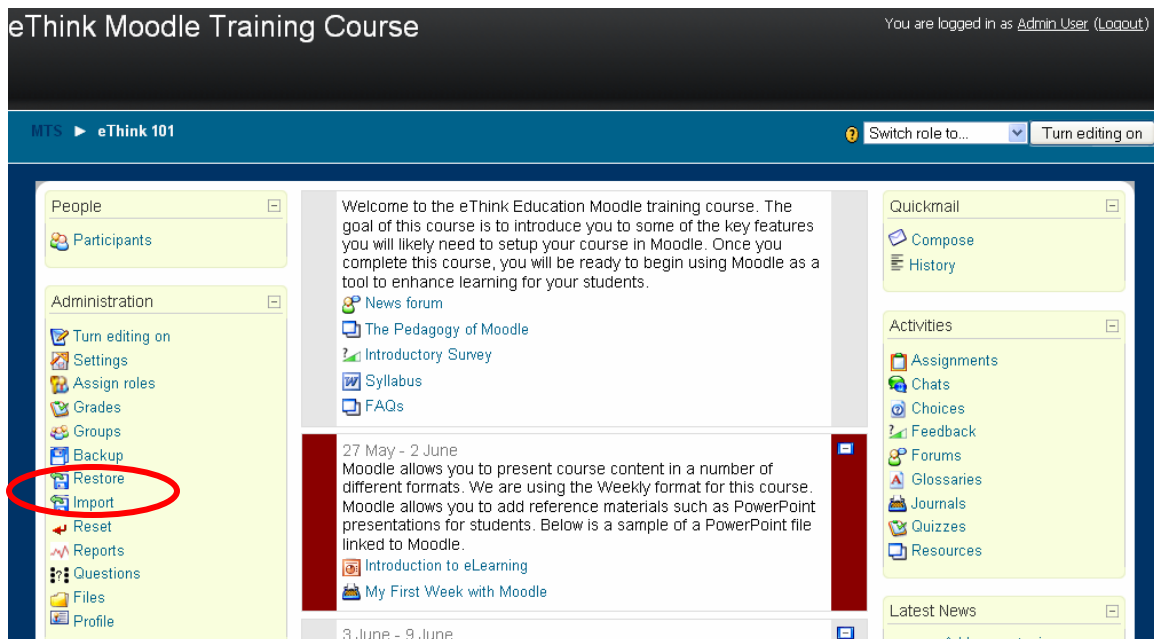 eThink Moodle Training Course
You are logged in as Admin User (Logout)
MTS ► eThink 101
Switch role to...
Turn editing on
People
Participants
Administration
Turn editing on
Settings
Assign roles
Grades
Groups
Backup
Restore
Import
Reset
Reports
Questions
Files
Profile
Welcome to the eThink Education Moodle training course. The
goal of this course is to introduce you to some of the key features
you will likely need to setup your course in Moodle. Once you
complete this course, you will be ready to begin using Moodle as a
tool to enhance learning for your students.
News forum
The Pedagogy of Moodle
Introductory Survey
Syllabus
FAQs
27 May - 2 June
Moodle allows you to present course content in a number of
different formats. We are using the Weekly format for this course.
Moodle allows you to add reference materials such as PowerPoint
presentations for students. Below is a sample of a PowerPoint file
linked to Moodle.
Introduction to eLearning
My First Week with Moodle
3 June - 9 June
Quickmail
Compose
History
Activities
Assignments
Chats
Choices
Feedback
Forums
Glossaries
Journals
Quizzes
Resources
Latest News